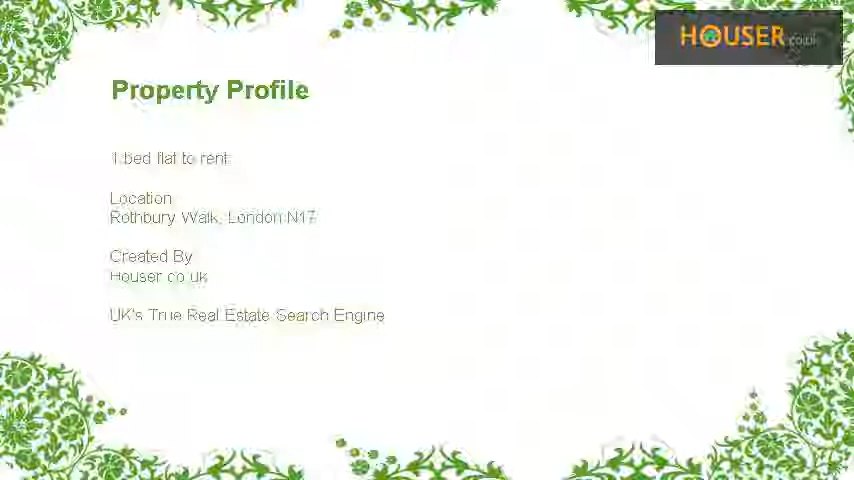 HOUSER.co.uk
Property Profile
1 bed flat to rent
Location
Rothbury Walk, London N17
Created By
Houser.co.uk
UK's True Real Estate Search Engine